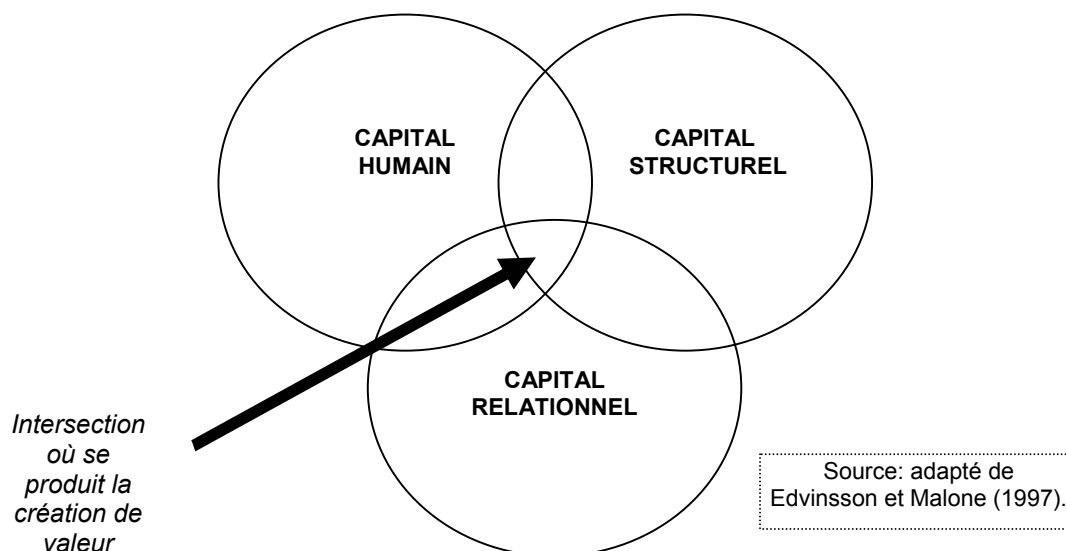 CAPITAL
HUMAIN
CAPITAL
STRUCTUREL
CAPITAL
RELATIONNEL
Intersection
où se
produit la
création de
valeur
Source: adapté de
Edvinsson et Malone (1997).